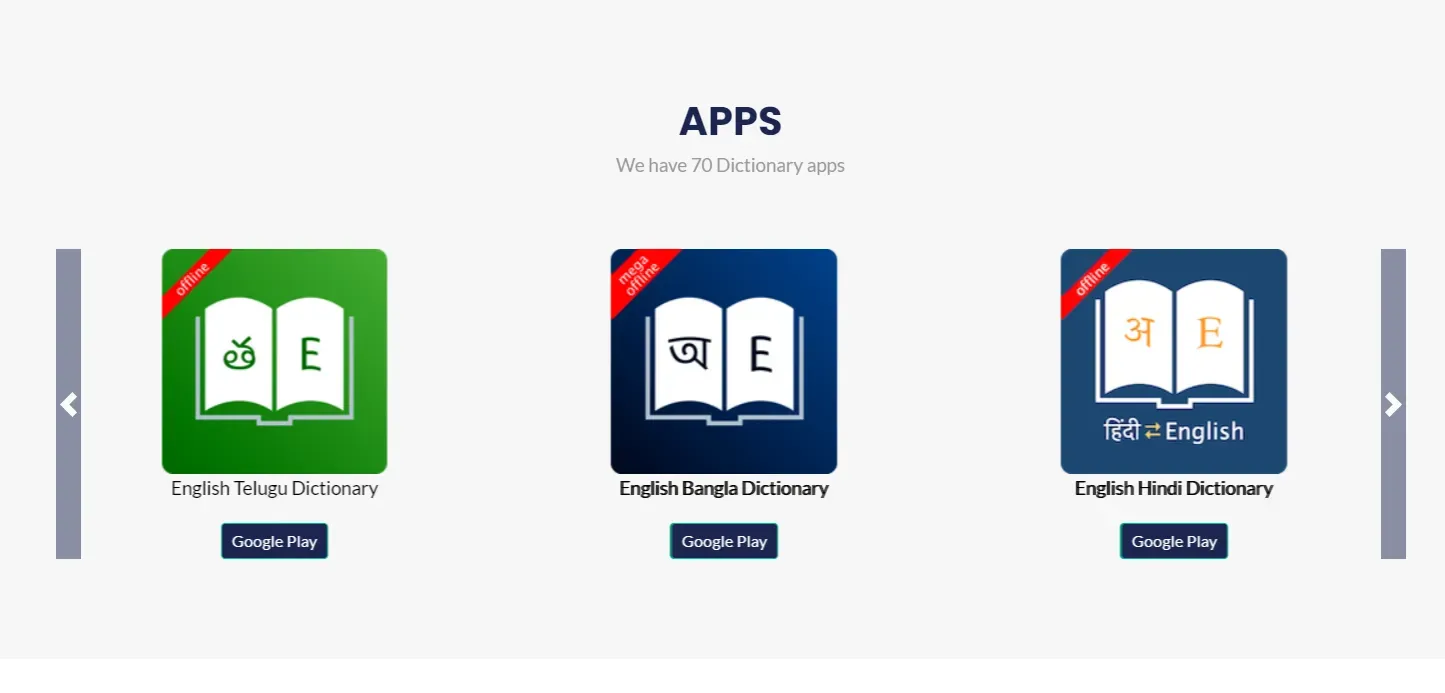 APPS
We have 70 Dictionary apps
offline
త E
English Telugu Dictionary
Google Play
mega
offline
অ E
English Bangla Dictionary
Google Play
offline
अ E
हिंदी ⇄ English
English Hindi Dictionary
Google Play